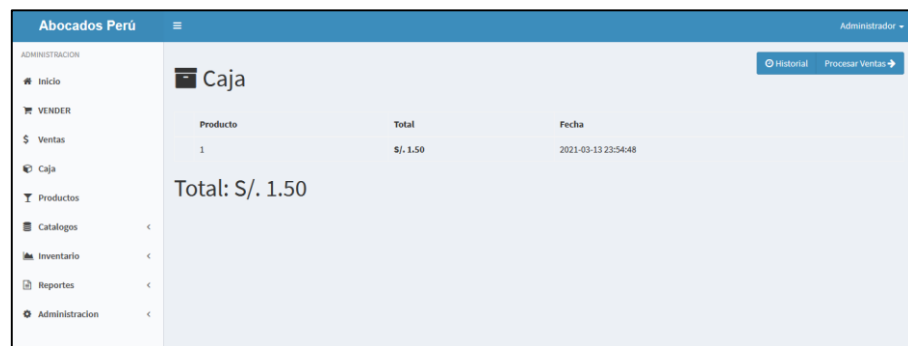 Abocados Perú
Administrador
ADMINISTRACION
Inicio
VENDER
Ventas
Caja
Productos
Catalogos
Inventario
Reportes
Administracion
Historial Procesar Ventas
Caja
Producto Total Fecha
1 S/. 1.50 2021-03-13 23:54:48
Total: S/. 1.50